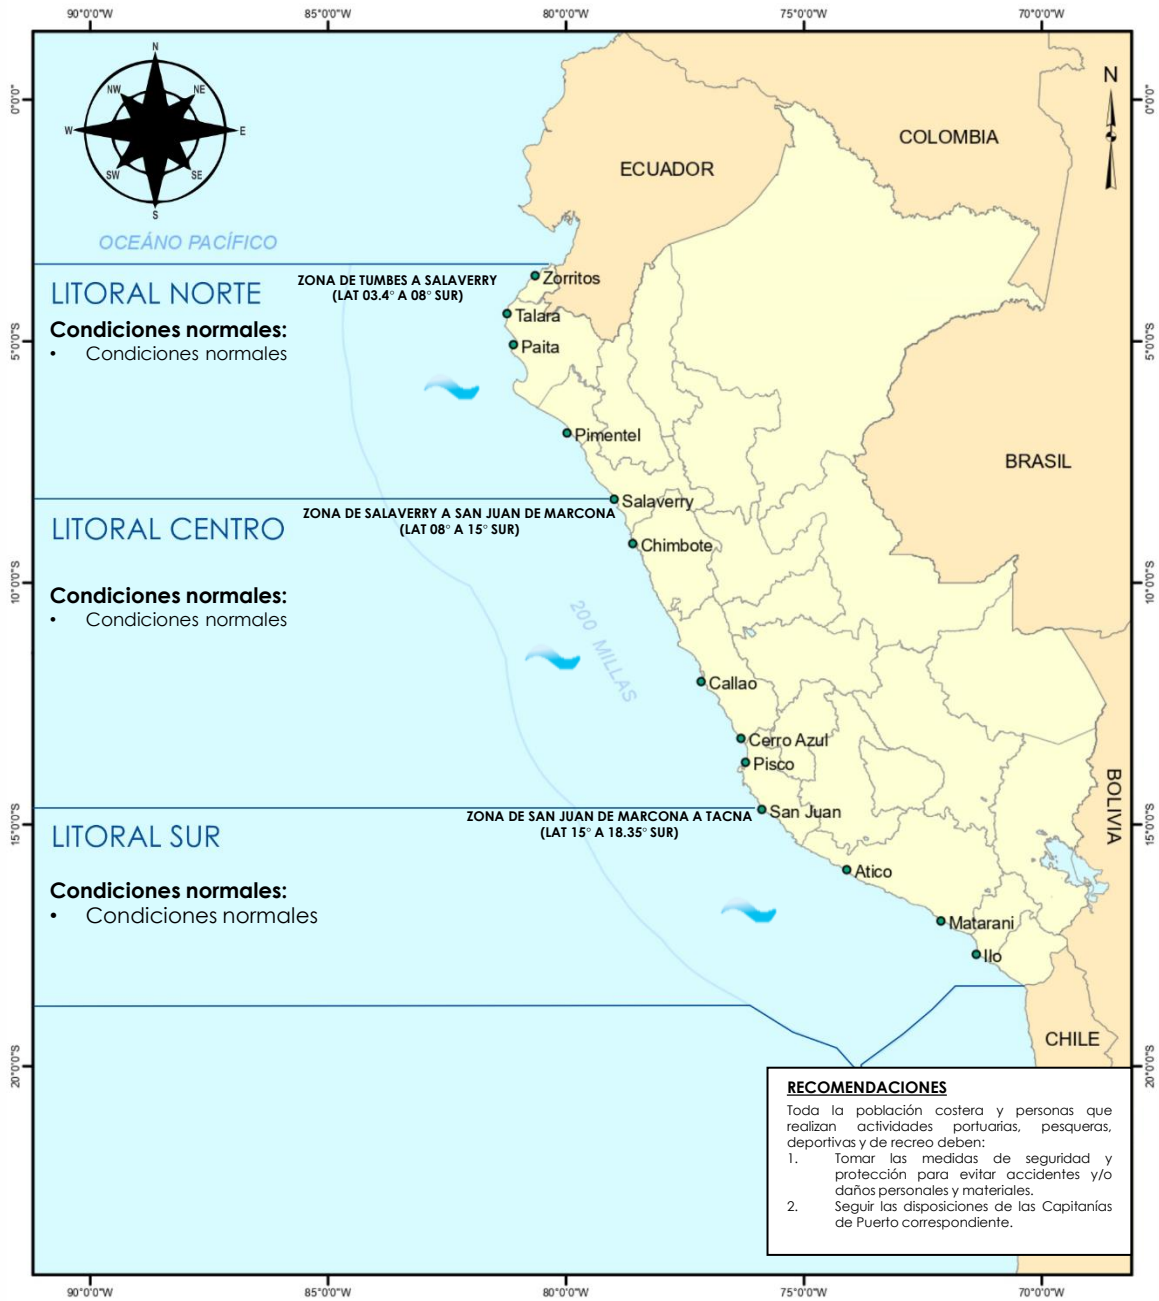 90°0'0"W 85°0'0"W 80°0'0"W 75°0'0"W 70°0'0"W
N
NW NE
W E
SW SE
S
N
0°0'0" 0°0'0"
COLOMBIA
ECUADOR
OCEÁNO PACÍFICO
LITORAL NORTE
ZONA DE TUMBES A SALAVERRY
(LAT 03.4° A 08° SUR)
Zorritos
Talara
Paita
Condiciones normales:
• Condiciones normales
5°0'0"S 5°0'0"S
Pimentel
BRASIL
Salaverry
LITORAL CENTRO
ZONA DE SALAVERRY A SAN JUAN DE MARCONA
(LAT 08° A 15° SUR)
Chimbote
10°0'0"S 10°0'0"S
Condiciones normales:
• Condiciones normales
200 MILLAS
Callao
Cerro Azul
Pisco
BOLIVIA
San Juan
15°0'0"S 15°0'0"S
LITORAL SUR
ZONA DE SAN JUAN DE MARCONA A TACNA
(LAT 15° A 18.35° SUR)
Atico
Condiciones normales:
• Condiciones normales
Matarani
Ilo
CHILE
20°0'0"S 20°0'0"S
RECOMENDACIONES
Toda la población costera y personas que
realizan actividades portuarias, pesqueras,
deportivas y de recreo deben:
1. Tomar las medidas de seguridad y
protección para evitar accidentes y/o
daños personales y materiales.
2. Seguir las disposiciones de las Capitanías
de Puerto correspondiente.
90°0'0"W 85°0'0"W 80°0'0"W 75°0'0"W 70°0'0"W